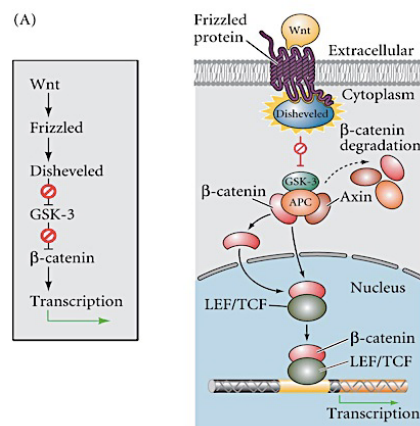 (A)
Wnt
Frizzled
Disheveled
GSK-3
β-catenin
Transcription
Frizzled
protein
Wnt
Extracellular
Cytoplasm
Disheveled
β-catenin
degradation
GSK-3
β-catenin
APC
Axin
Nucleus
LEF/TCF
β-catenin
LEF/TCF
Transcription